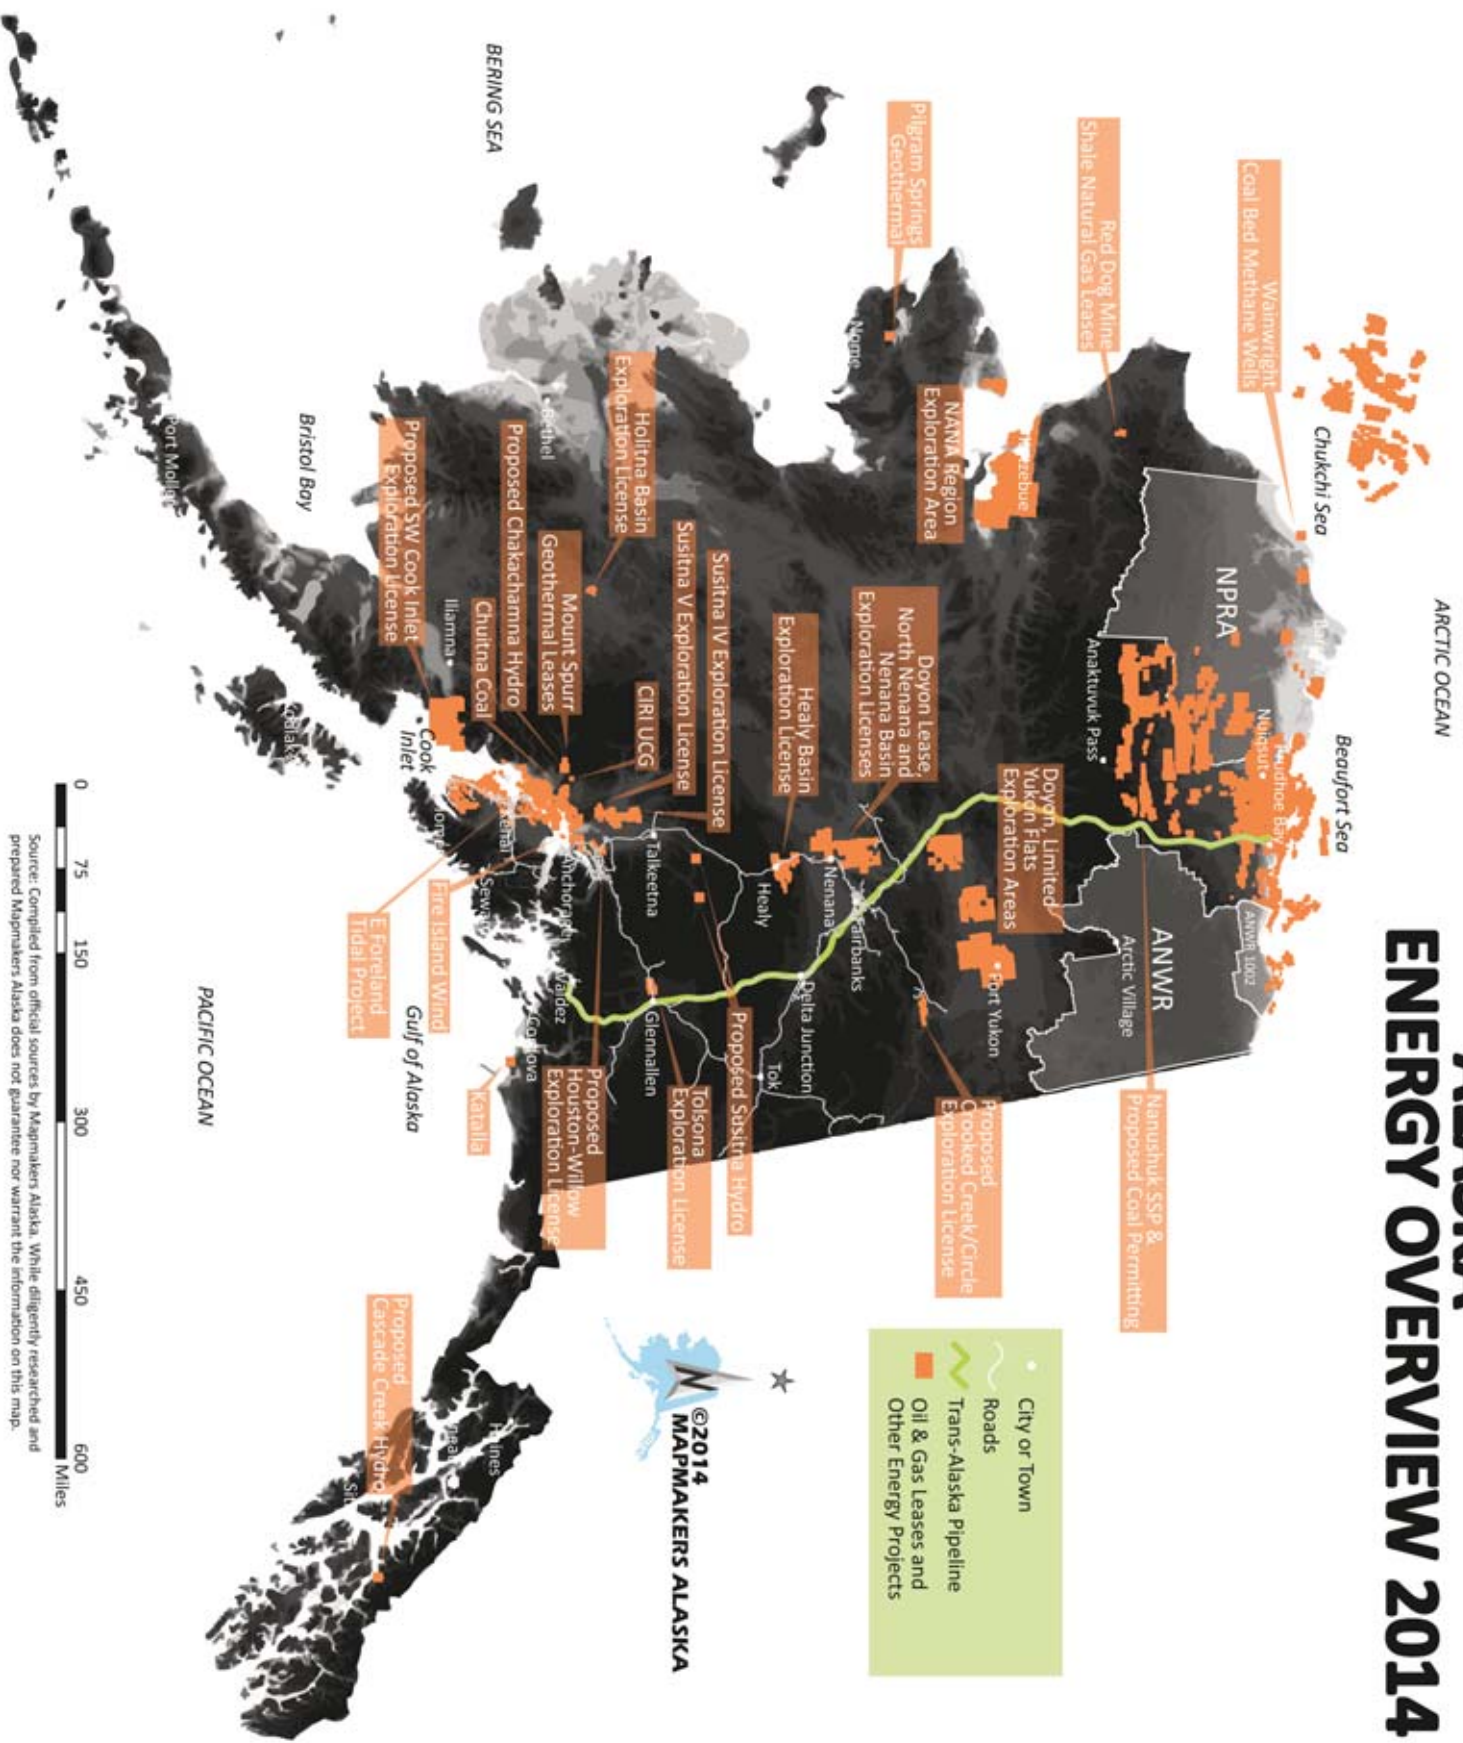 ALASKA
ENERGY OVERVIEW 2014
ARCTIC OCEAN
Chukchi Sea
Beaufort Sea
Wainwright
Coal Bed Methane Wells
NPRA
Nuiqsut
Prudhoe Bay
ANWR 1002
Red Dog Mine
Shale Natural Gas Leases
Anaktuvuk Pass
ANWR
Arctic Village
Nanushuk SSP &
Proposed Coal Permitting
Doyon, Limited
Yukon Flats
Exploration Areas
NANA Region
Exploration Area
Pilgram Springs
Geothermal
Nome
Port Yukon
Proposed
Crooked Creek/Circle
Exploration License
Doyon Lease,
North Nenana and
Nenana Basin
Exploration Licenses
Fairbanks
Nenana
Delta Junction
Healy Basin
Exploration License
Healy
Tok
Proposed Susitna Hydro
Susitna IV Exploration License
Susitna V Exploration License
Tolsona
Exploration License
Talkeetna
Glennallen
CIRI UCG
Holitna Basin
Exploration License
Mount Spurr
Geothermal Leases
Proposed Chakachamna Hydro
Chuitna Coal
Proposed
Houston-Willow
Exploration License
Anchorage
Valdez
Cordova
Bethel
Kenai
Seward
Katalla
Iliamna
Proposed SW Cook Inlet
Exploration License
Cook
Inlet
Fire Island Wind
E Foreland
Tidal Project
BERING SEA
Bristol Bay
Port Moller
Gulf of Alaska
PACIFIC OCEAN
Haines
Proposed
Cascade Creek Hydro
City or Town
Roads
Trans-Alaska Pipeline
Oil & Gas Leases and
Other Energy Projects
N
©2014
MAPMAKERS ALASKA
0 75 150 300 450 600
Miles
Source: Compiled from official sources by Mapmakers Alaska. While diligently researched and
prepared Mapmakers Alaska does not guarantee nor warrant the information on this map.